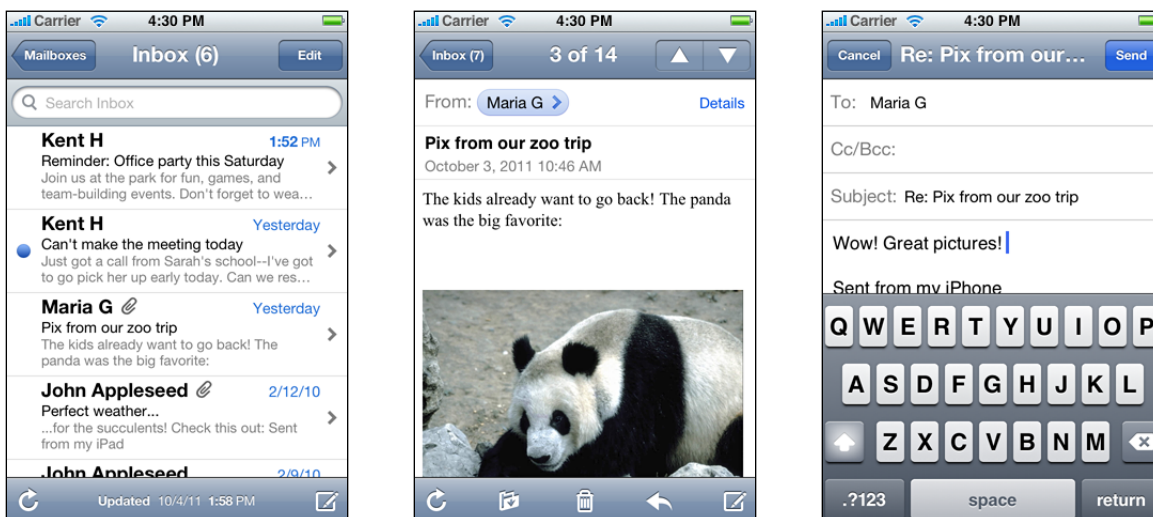 Carrier 4:30 PM
Mailboxes Inbox (6) Edit
Search Inbox
Kent H 1:52 PM
Reminder: Office party this Saturday
Join us at the park for fun, games, and
team-building events. Don't forget to wea...
Kent H Yesterday
Can't make the meeting today
Just got a call from Sarah's school--I've got
to go pick her up early today. Can we res...
Maria G Yesterday
Pix from our zoo trip
The kids already want to go back! The
panda was the big favorite:
John Appleseed 2/12/10
Perfect weather...
...for the succulents! Check this out: Sent
from my iPad
John Appleseed 2/9/10
Updated 10/4/11 1:58 PM
Carrier 4:30 PM
Inbox (7) 3 of 14
From: Maria G Details
Pix from our zoo trip
October 3, 2011 10:46 AM
The kids already want to go back! The panda
was the big favorite:
Carrier 4:30 PM
Cancel Re: Pix from our... Send
To: Maria G
Cc/Bcc:
Subject: Re: Pix from our zoo trip
Wow! Great pictures!
Sent from my iPhone
Q W E R T Y U I O P
A S D F G H J K L
Z X C V B N M
.?123 space return